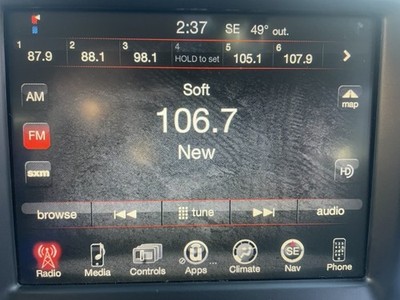 2:37 SE 49° out.
1 2 3 4 5 6
87.9 88.1 98.1 HOLD to set 105.1 107.9
AM Soft map
106.7
FM New
sxm HD
browse tune audio
SE
Radio Media Controls Apps Climate Nav Phone